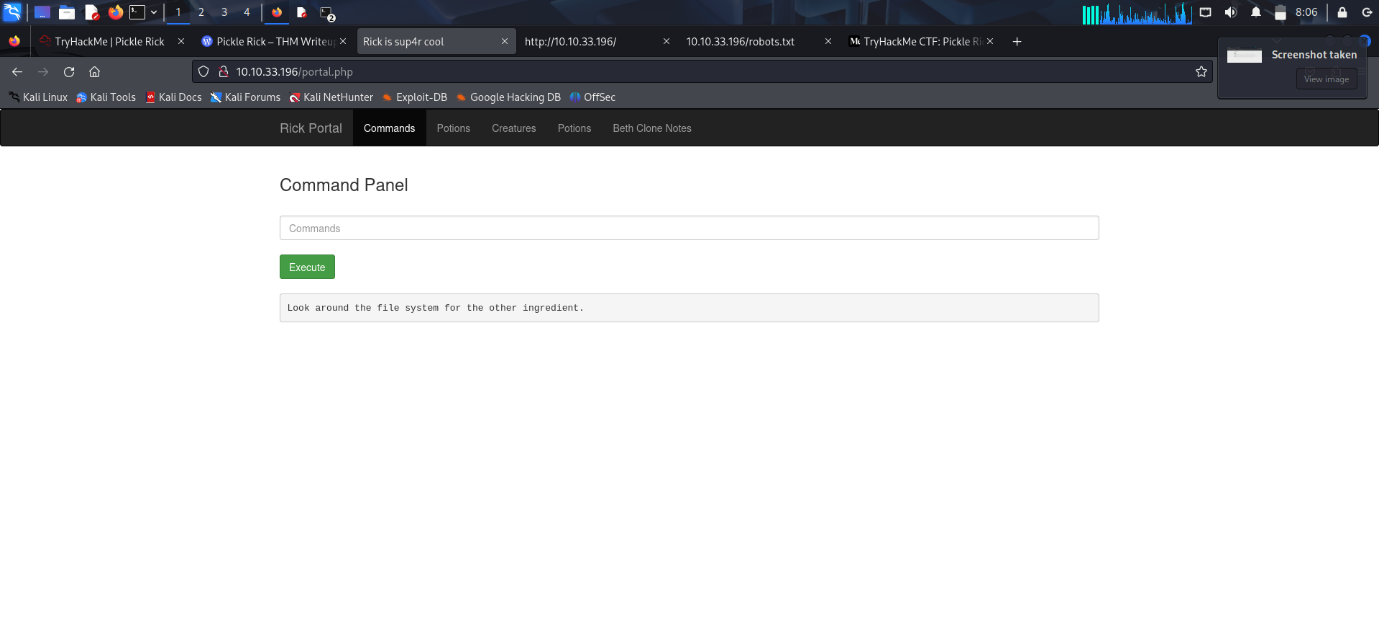 1 2 3 4 2 8:06
TryHackMe | Pickle Rick Pickle Rick – THM Writeup Rick is sup4r cool http://10.10.33.196/ 10.10.33.196/robots.txt TryHackMe CTF: Pickle Ri
Screenshot taken
10.10.33.196/portal.php
View image
Kali Linux Kali Tools Kali Docs Kali Forums Kali NetHunter Exploit-DB Google Hacking DB OffSec
Rick Portal Commands Potions Creatures Potions Beth Clone Notes
Command Panel
Commands
Execute
Look around the file system for the other ingredient.